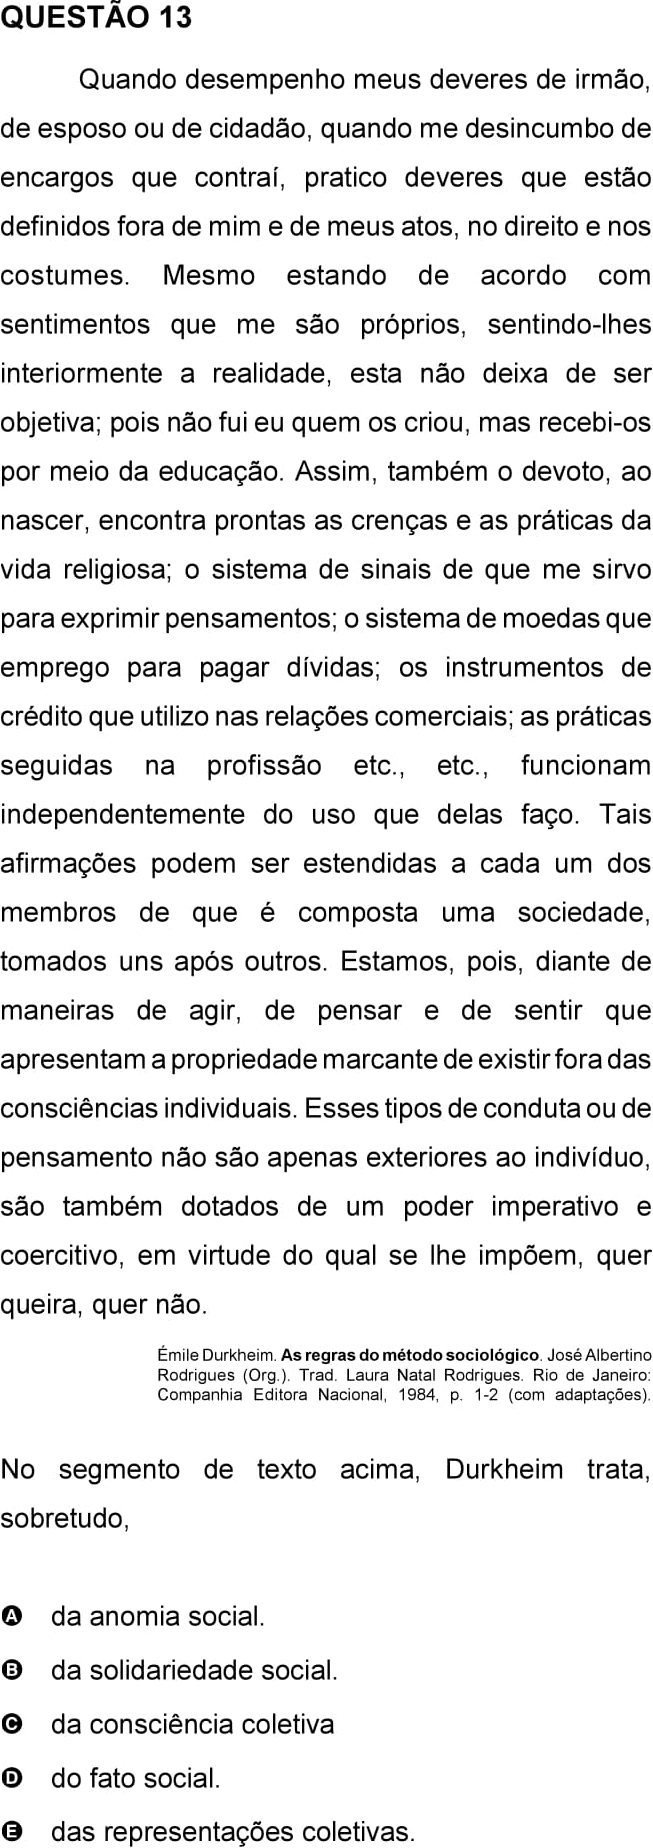 QUESTÃO 13
Quando desempenho meus deveres de irmão,
de esposo ou de cidadão, quando me desincumbo de
encargos que contraí, pratico deveres que estão
definidos fora de mim e de meus atos, no direito e nos
costumes. Mesmo estando de acordo com
sentimentos que me são próprios, sentindo-lhes
interiormente a realidade, esta não deixa de ser
objetiva; pois não fui eu quem os criou, mas recebi-os
por meio da educação. Assim, também o devoto, ao
nascer, encontra prontas as crenças e as práticas da
vida religiosa; o sistema de sinais de que me sirvo
para exprimir pensamentos; o sistema de moedas que
emprego para pagar dívidas; os instrumentos de
crédito que utilizo nas relações comerciais; as práticas
seguidas na profissão etc., etc., funcionam
independentemente do uso que delas faço. Tais
afirmações podem ser estendidas a cada um dos
membros de que é composta uma sociedade,
tomados uns após outros. Estamos, pois, diante de
maneiras de agir, de pensar e de sentir que
apresentam a propriedade marcante de existir fora das
consciências individuais. Esses tipos de conduta ou de
pensamento não são apenas exteriores ao indivíduo,
são também dotados de um poder imperativo e
coercitivo, em virtude do qual se lhe impõem, quer
queira, quer não.
Émile Durkheim. As regras do método sociológico. José Albertino
Rodrigues (Org.). Trad. Laura Natal Rodrigues. Rio de Janeiro:
Companhia Editora Nacional, 1984, p. 1-2 (com adaptações).
No segmento de texto acima, Durkheim trata,
sobretudo,
A da anomia social.
B da solidariedade social.
C da consciência coletiva
D do fato social.
E das representações coletivas.